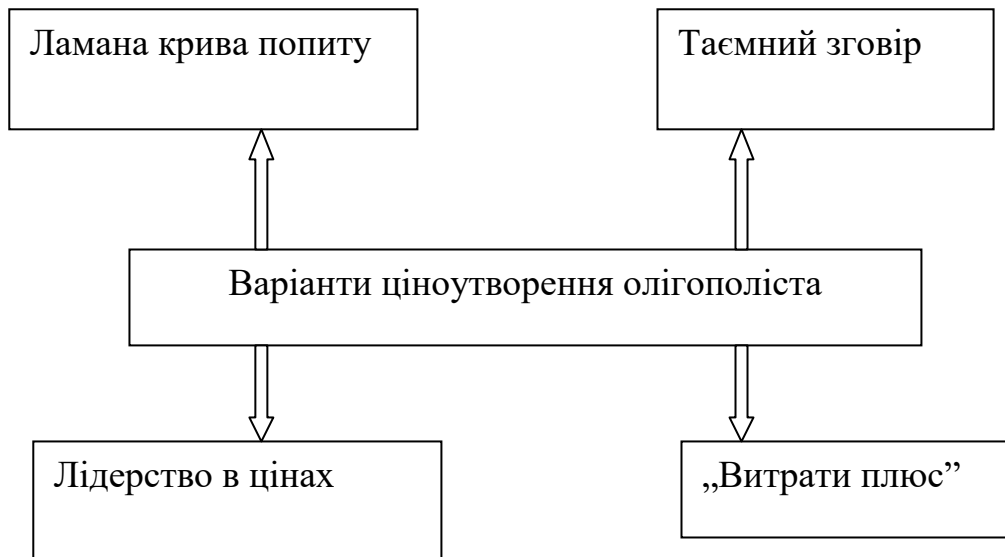 Ламана крива попиту
Таємний зговір
Варіанти ціноутворення олігополіста
Лідерство в цінах
„Витрати плюс”